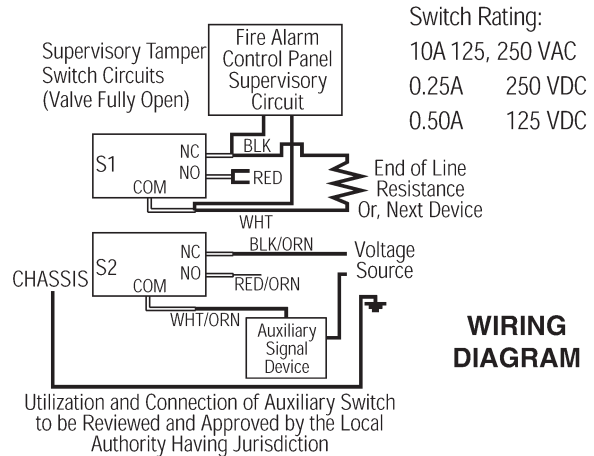 Switch Rating:
10A 125, 250 VAC
0.25A 250 VDC
0.50A 125 VDC
Supervisory Tamper
Switch Circuits
(Valve Fully Open)
Fire Alarm
Control Panel
Supervisory
Circuit
S1
NC
NO
COM
BLK
RED
WHT
End of Line
Resistance
Or, Next Device
S2
NC
NO
COM
BLK/ORN
RED/ORN
WHT/ORN
Voltage
Source
CHASSIS
Auxiliary
Signal
Device
WIRING
DIAGRAM
Utilization and Connection of Auxiliary Switch
to be Reviewed and Approved by the Local
Authority Having Jurisdiction